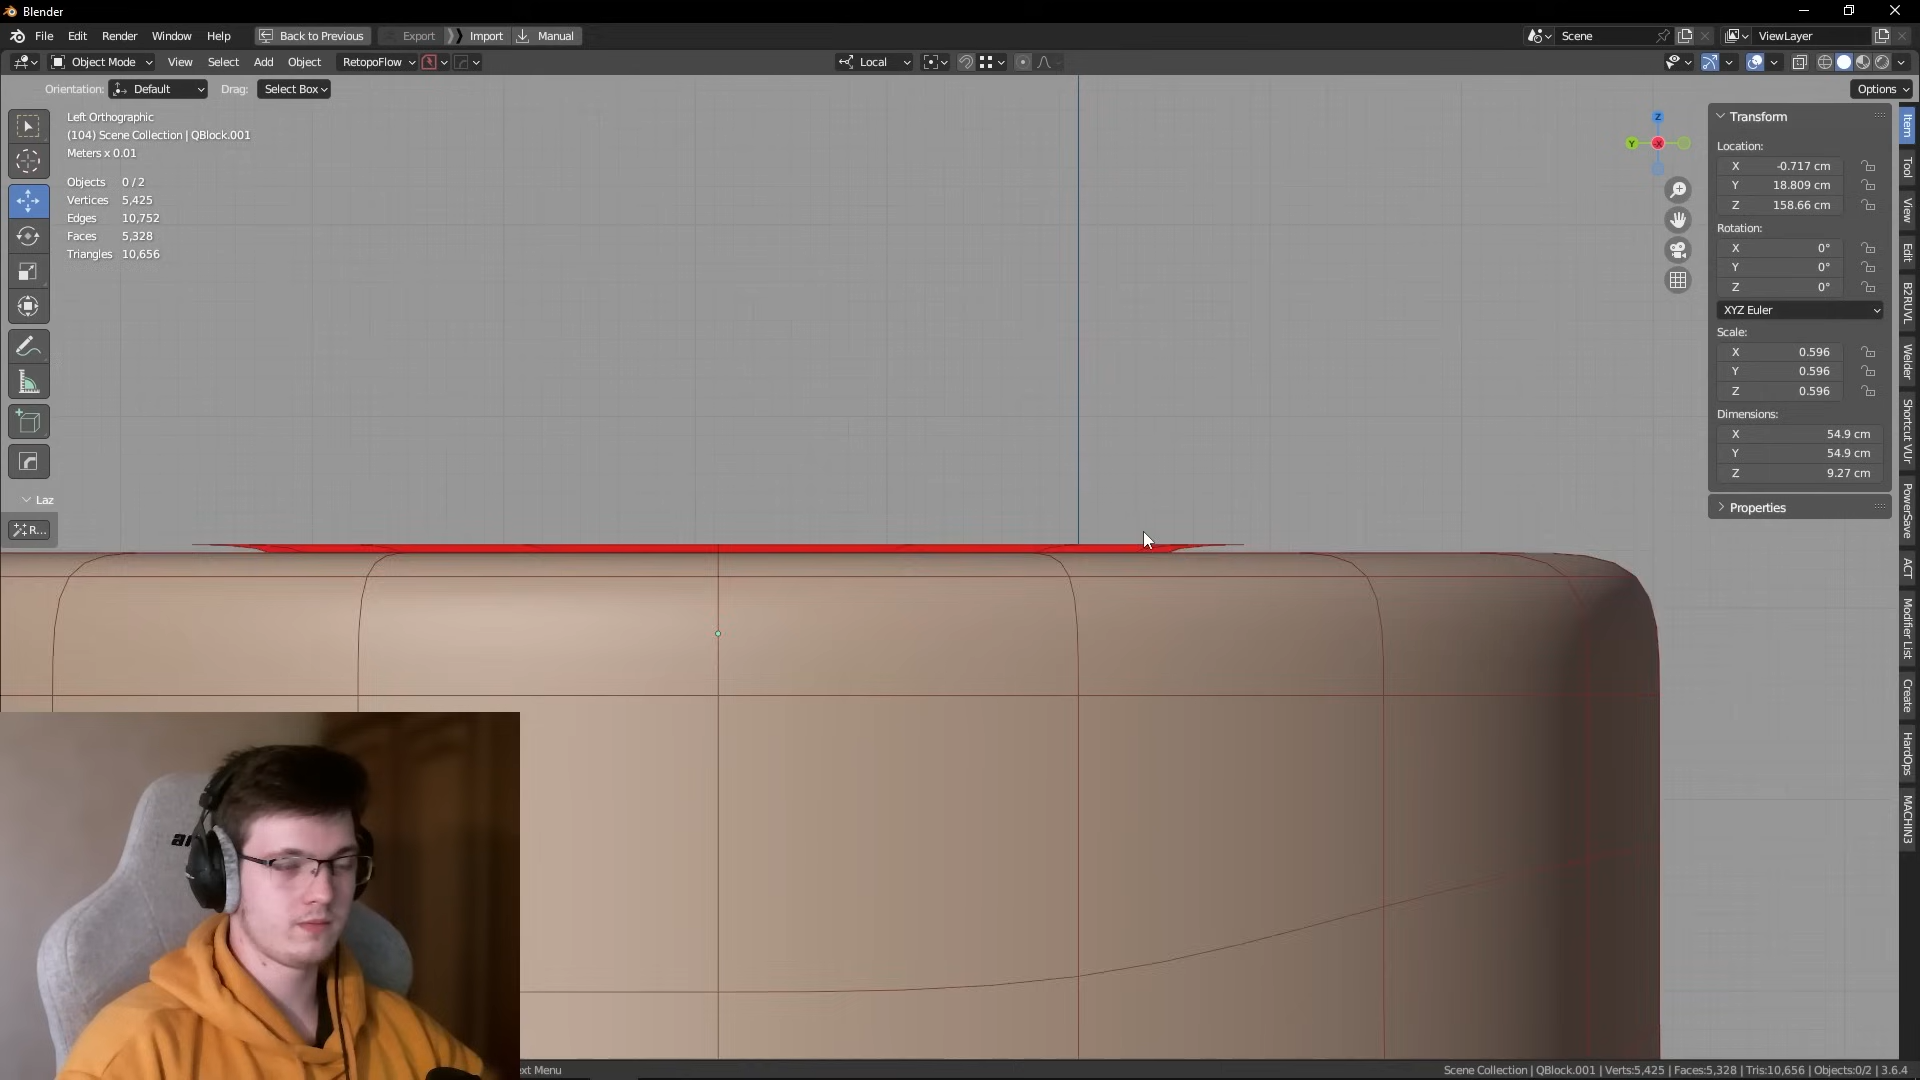 Blender
File Edit Render Window Help Back to Previous Export Import Manual Scene ViewLayer
Object Mode View Select Add Object RetopoFlow Local
Orientation: Default Drag: Select Box Options
Left Orthographic
(104) Scene Collection | QBlock.001
Meters x 0.01
Objects 0 / 2
Vertices 5,425
Edges 10,752
Faces 5,328
Triangles 10,656
Laz
R...
Z
Y
-X
Transform
Location:
X -0.717 cm
Y 18.809 cm
Z 158.66 cm
Rotation:
X 0°
Y 0°
Z 0°
XYZ Euler
Scale:
X 0.596
Y 0.596
Z 0.596
Dimensions:
X 54.9 cm
Y 54.9 cm
Z 9.27 cm
Properties
Item
Tool
View
Edit
B2RUVL
Welder
Shortcut VUr
PowerSave
ACT
Modifier List
Create
HardOps
MACHIN3
ext Menu
Scene Collection | QBlock.001 | Verts:5,425 | Faces:5,328 | Tris:10,656 | Objects:0/2 | 3.6.4